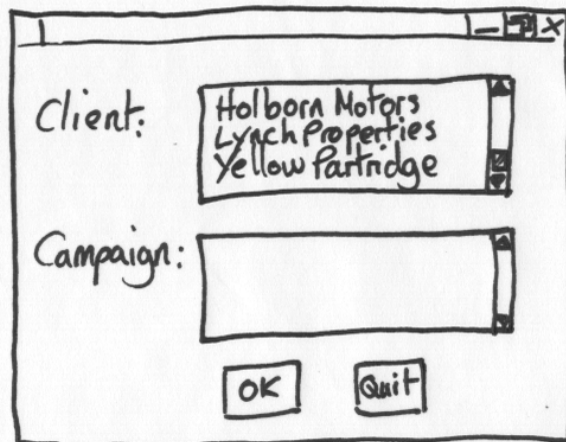 Client:
Holborn Motors
Lynch Properties
Yellow Partridge
Campaign:
OK
Quit